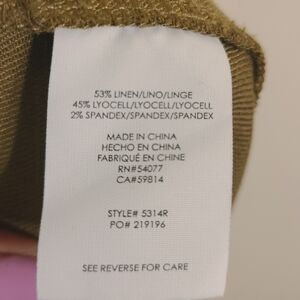 53% LINEN/LINO/LINGE
45% LYOCELL/LYOCELL/LYOCELL
2% SPANDEX/SPANDEX/SPANDEX
MADE IN CHINA
HECHO EN CHINA
FABRIQUÉ EN CHINE
RN#54077
CA#59814
STYLE# 5314R
PO# 219196
SEE REVERSE FOR CARE